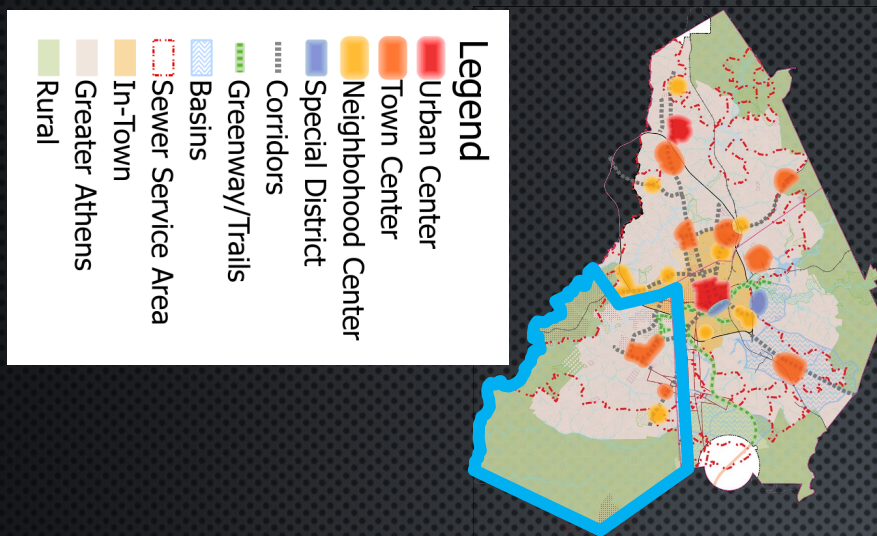 Legend
Urban Center
Town Center
Neighbohood Center
Special District
Corridors
Greenway/Trails
Basins
Sewer Service Area
In-Town
Greater Athens
Rural